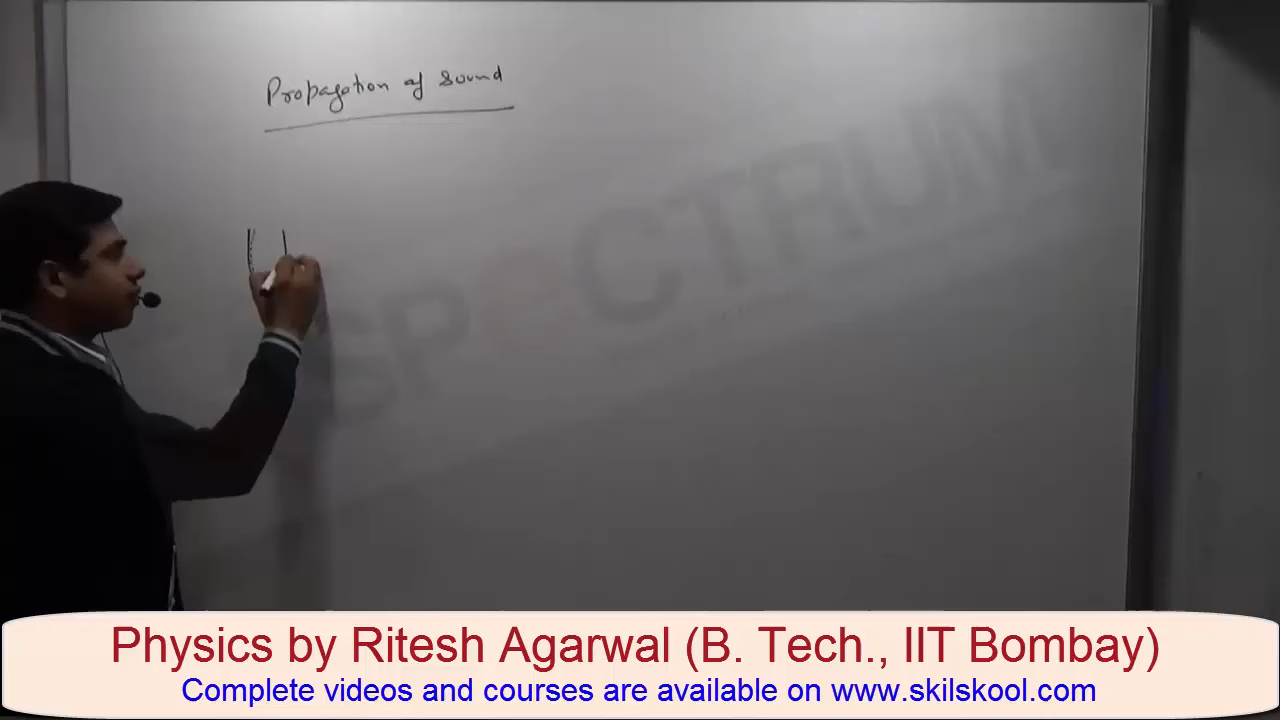 Propagation of Sound
SPECTRUM
Physics by Ritesh Agarwal (B. Tech., IIT Bombay)
Complete videos and courses are available on www.skilskool.com